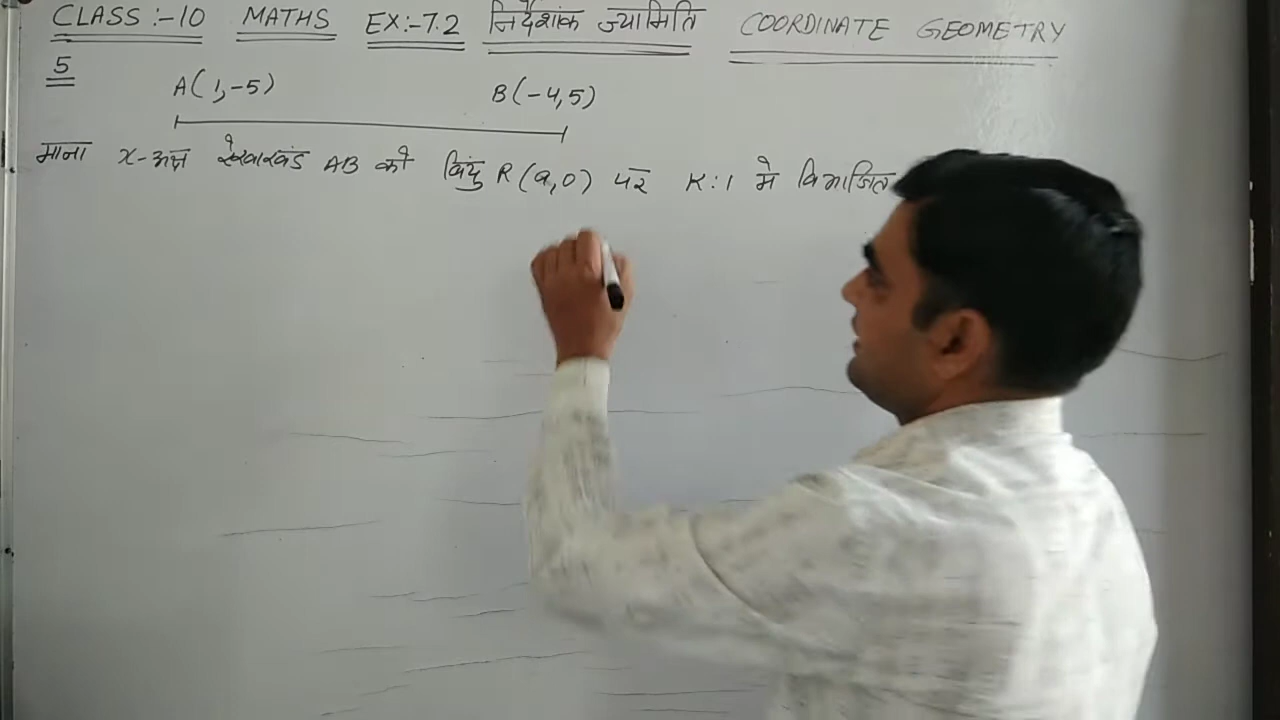 CLASS :-10 MATHS EX:-7.2 निर्देशांक ज्यामिति COORDINATE GEOMETRY
5
A(1,-5) B(-4,5)
माना x-अक्ष रेखाखंड AB को बिंदु R(a,0) पर K:1 मे विभाजित